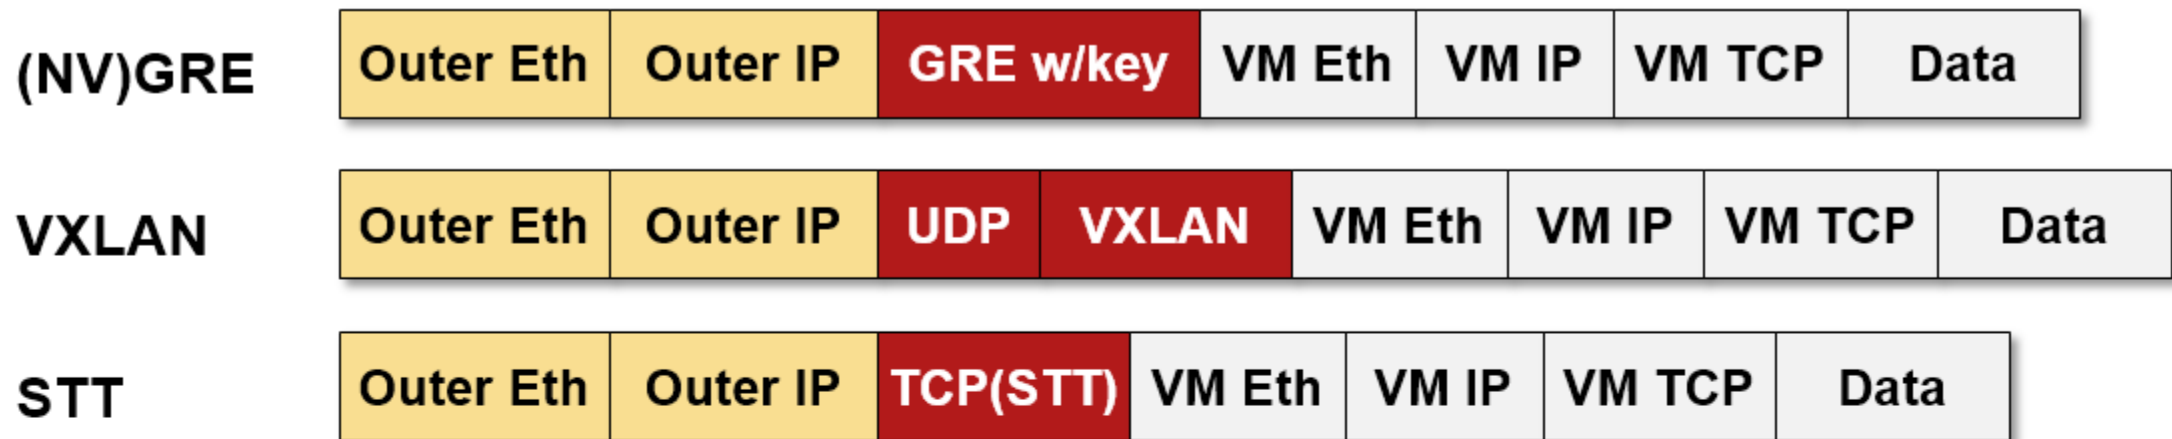 (NV)GRE Outer Eth Outer IP GRE w/key VM Eth VM IP VM TCP Data
VXLAN Outer Eth Outer IP UDP VXLAN VM Eth VM IP VM TCP Data
STT Outer Eth Outer IP TCP(STT) VM Eth VM IP VM TCP Data